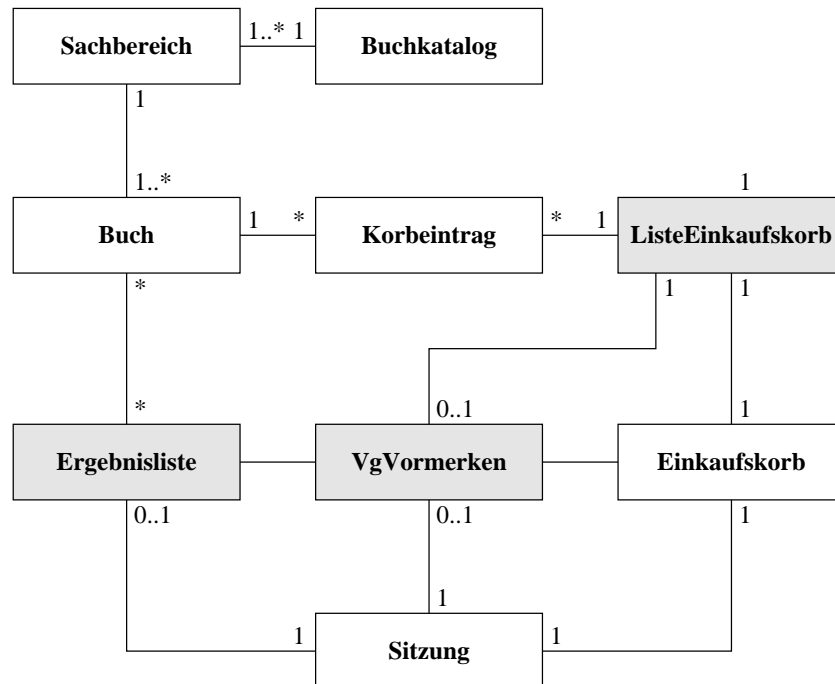 Sachbereich 1..* 1 Buchkatalog
1
1..* 1
Buch 1 * Korbeintrag * 1 ListeEinkaufskorb
* 1 1
* 0..1 1
Ergebnisliste VgVormerken Einkaufskorb
0..1 0..1 1
1
1 Sitzung 1